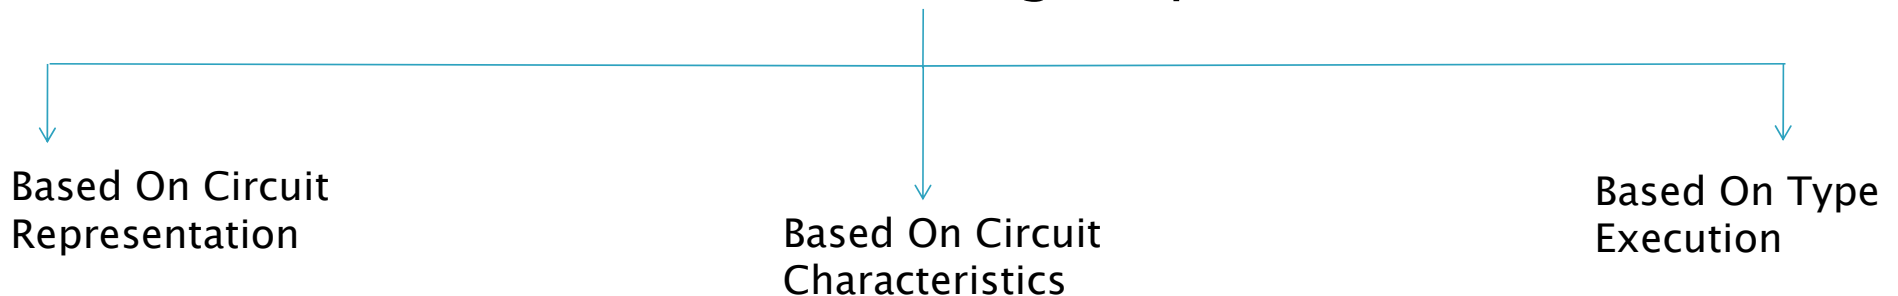 Based On Circuit
Representation
Based On Circuit
Characteristics
Based On Type
Execution